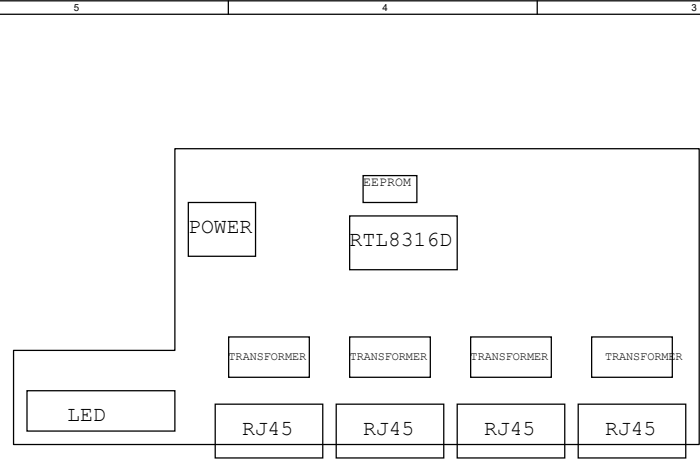 5 4 3
EEPROM
POWER
RTL8316D
TRANSFORMER TRANSFORMER TRANSFORMER TRANSFORMER
LED
RJ45 RJ45 RJ45 RJ45